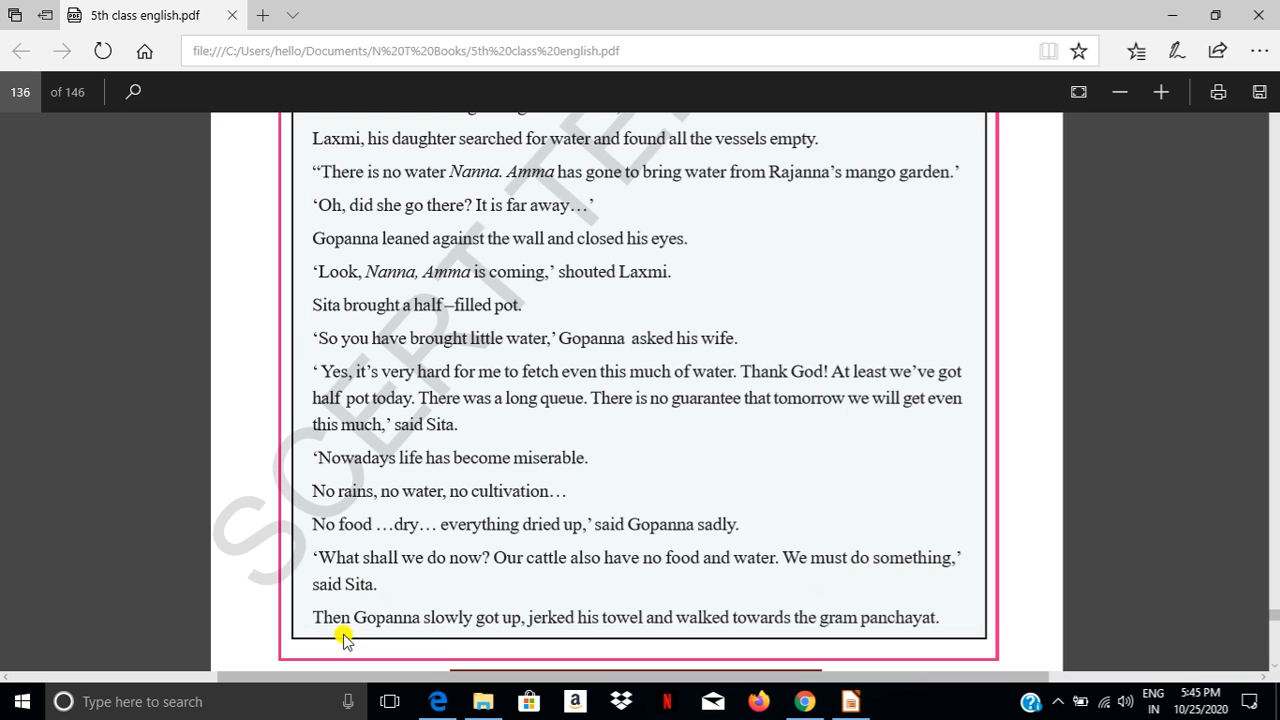 5th class english.pdf
file:///C:/Users/hello/Documents/N%20T%20Books/5th%20class%20english.pdf
136 of 146
Laxmi, his daughter searched for water and found all the vessels empty.
“There is no water Nanna. Amma has gone to bring water from Rajanna’s mango garden.’
‘Oh, did she go there? It is far away…’
Gopanna leaned against the wall and closed his eyes.
‘Look, Nanna, Amma is coming,’ shouted Laxmi.
Sita brought a half –filled pot.
‘So you have brought little water,’ Gopanna asked his wife.
‘ Yes, it’s very hard for me to fetch even this much of water. Thank God! At least we’ve got
half pot today. There was a long queue. There is no guarantee that tomorrow we will get even
this much,’ said Sita.
‘Nowadays life has become miserable.
No rains, no water, no cultivation…
No food …dry… everything dried up,’ said Gopanna sadly.
‘What shall we do now? Our cattle also have no food and water. We must do something,’
said Sita.
Then Gopanna slowly got up, jerked his towel and walked towards the gram panchayat.
SCERT TE
Type here to search
ENG
IN
5:45 PM
10/25/2020